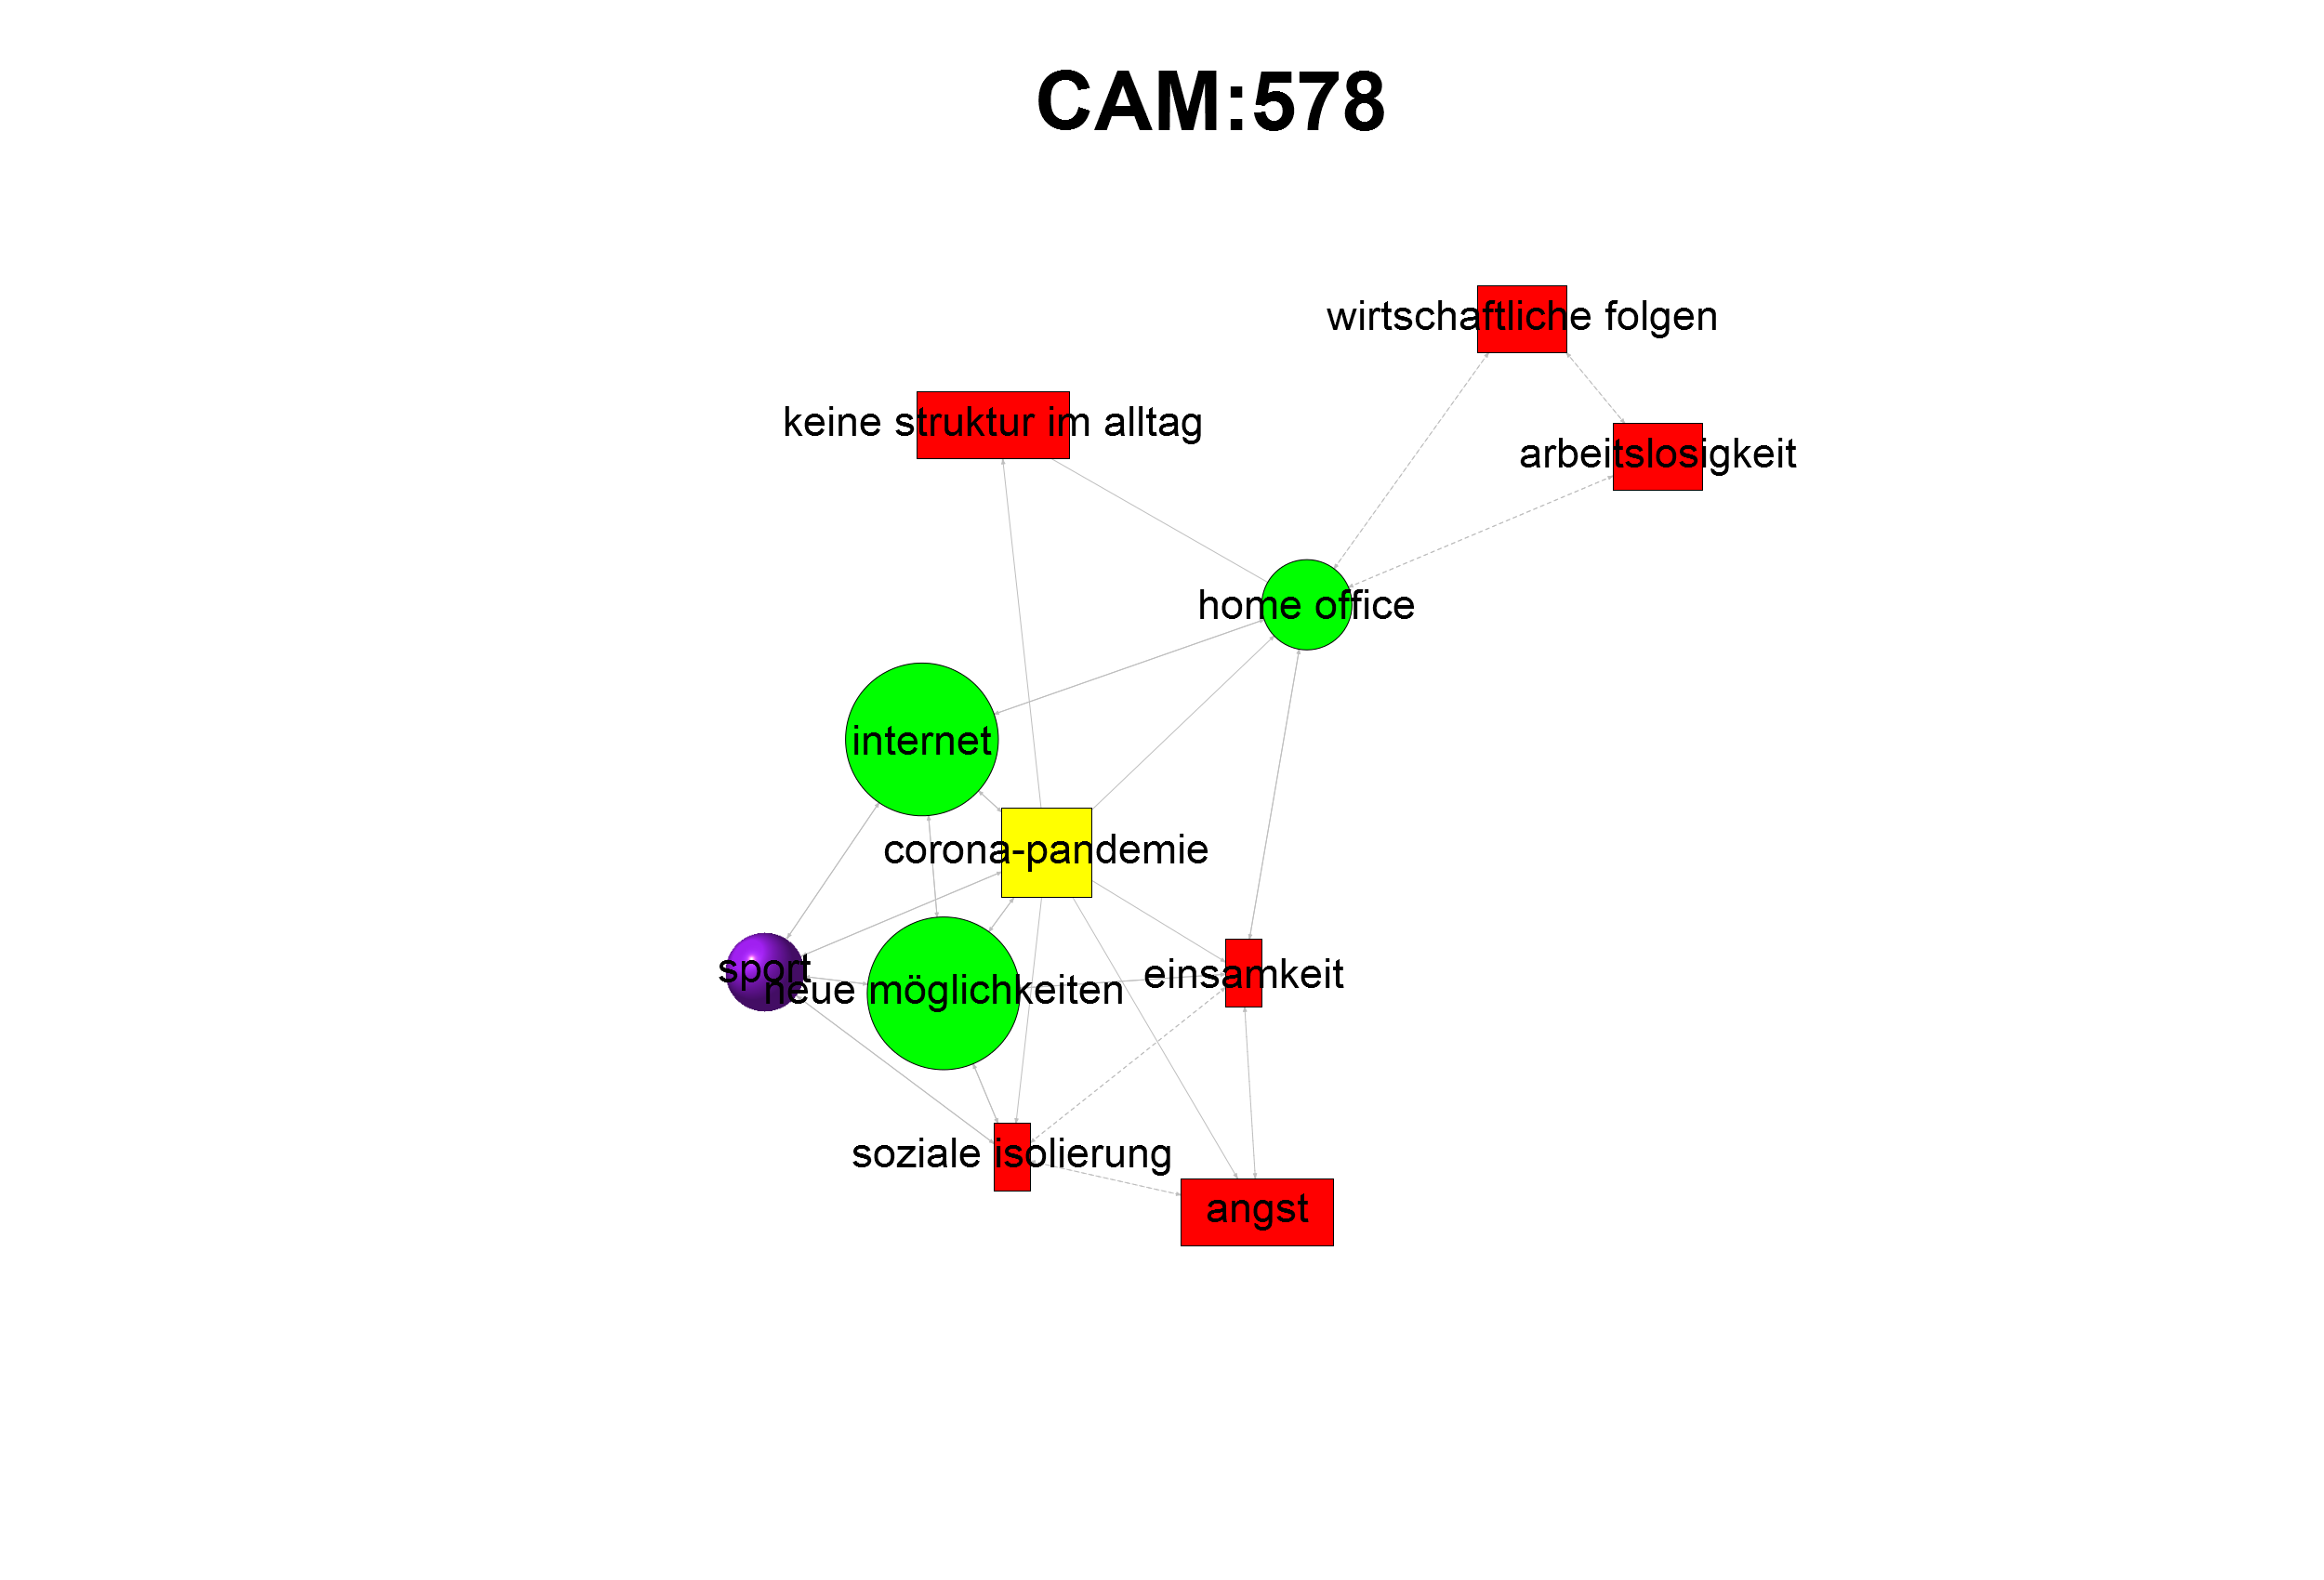 CAM:578
wirtschaftliche folgen
keine struktur im alltag
arbeitslosigkeit
home office
internet
corona-pandemie
sport
einsamkeit
neue möglichkeiten
soziale isolierung
angst